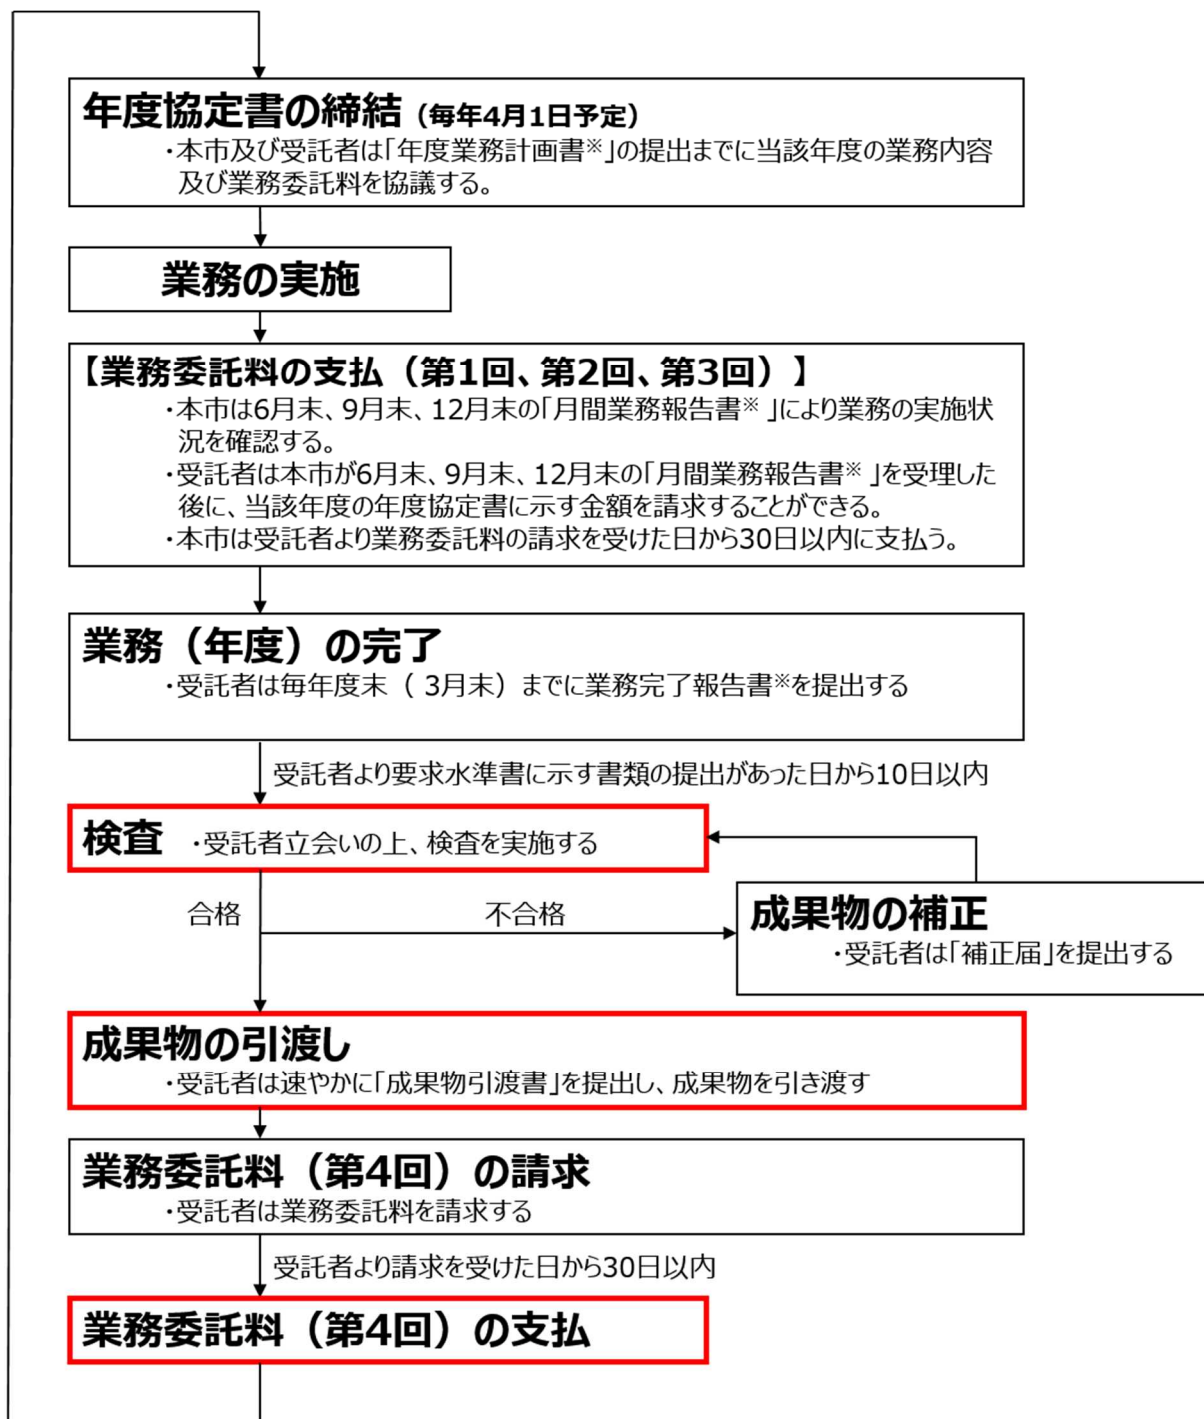 年度協定書の締結（毎年4月1日予定）
・本市及び受託者は「年度業務計画書※」の提出までに当該年度の業務内容
及び業務委託料を協議する。
業務の実施
【業務委託料の支払（第1回、第2回、第3回）】
・本市は6月末、9月末、12月末の「月間業務報告書※ 」により業務の実施状
況を確認する。
・受託者は本市が6月末、9月末、12月末の「月間業務報告書※ 」を受理した
後に、当該年度の年度協定書に示す金額を請求することができる。
・本市は受託者より業務委託料の請求を受けた日から30日以内に支払う。
業務（年度）の完了
・受託者は毎年度末（ 3月末）までに業務完了報告書※を提出する
受託者より要求水準書に示す書類の提出があった日から10日以内
検査 ・受託者立会いの上、検査を実施する
合格
不合格
成果物の補正
・受託者は「補正届」を提出する
成果物の引渡し
・受託者は速やかに「成果物引渡書」を提出し、成果物を引き渡す
業務委託料（第4回）の請求
・受託者は業務委託料を請求する
受託者より請求を受けた日から30日以内
業務委託料（第4回）の支払